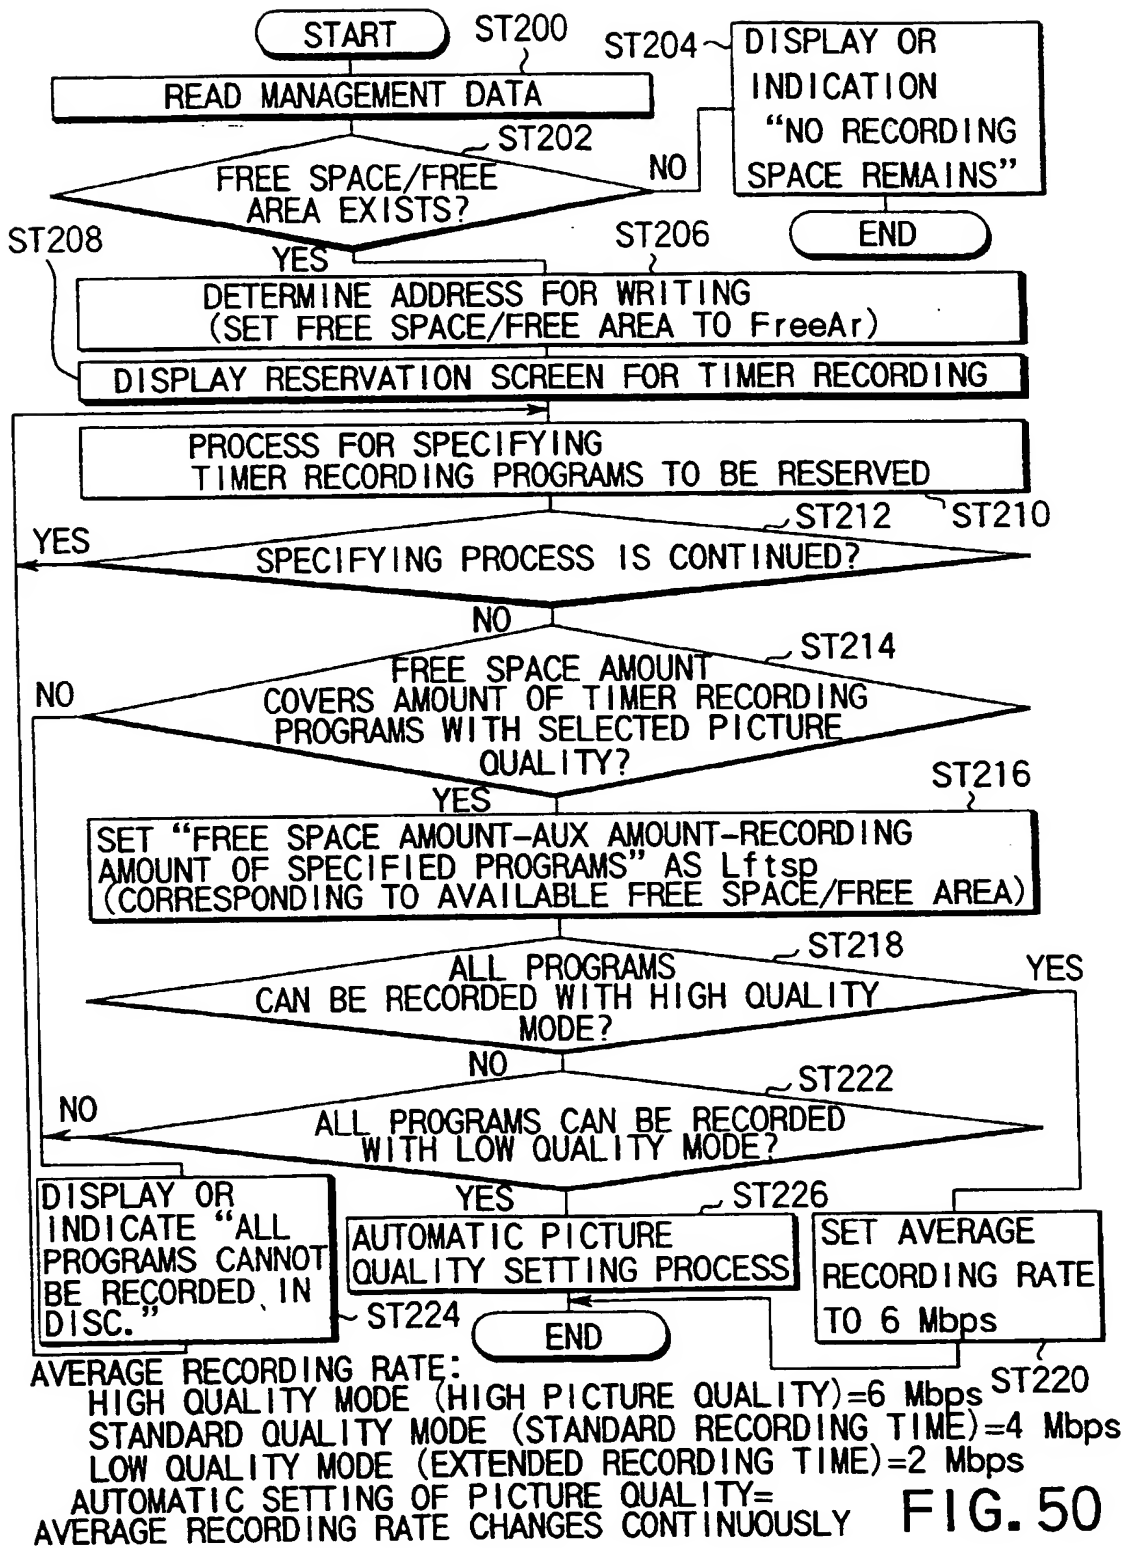 START
ST200
READ MANAGEMENT DATA
ST204
DISPLAY OR
INDICATION
“NO RECORDING
SPACE REMAINS”
END
ST202
FREE SPACE/FREE
AREA EXISTS?
NO
YES
ST206
DETERMINE ADDRESS FOR WRITING
(SET FREE SPACE/FREE AREA TO FreeAr)
ST208
DISPLAY RESERVATION SCREEN FOR TIMER RECORDING
PROCESS FOR SPECIFYING
TIMER RECORDING PROGRAMS TO BE RESERVED
ST210
ST212
YES
SPECIFYING PROCESS IS CONTINUED?
NO
ST214
NO
FREE SPACE AMOUNT
COVERS AMOUNT OF TIMER RECORDING
PROGRAMS WITH SELECTED PICTURE
QUALITY?
YES
ST216
SET “FREE SPACE AMOUNT-AUX AMOUNT-RECORDING
AMOUNT OF SPECIFIED PROGRAMS” AS Lftsp
(CORRESPONDING TO AVAILABLE FREE SPACE/FREE AREA)
ST218
YES
ALL PROGRAMS
CAN BE RECORDED WITH HIGH QUALITY
MODE?
NO
ST222
NO
ALL PROGRAMS CAN BE RECORDED
WITH LOW QUALITY MODE?
YES
DISPLAY OR
INDICATE “ALL
PROGRAMS CANNOT
BE RECORDED IN
DISC.”
ST224
ST226
AUTOMATIC PICTURE
QUALITY SETTING PROCESS
END
SET AVERAGE
RECORDING RATE
TO 6 Mbps
ST220
AVERAGE RECORDING RATE:
HIGH QUALITY MODE (HIGH PICTURE QUALITY)=6 Mbps
STANDARD QUALITY MODE (STANDARD RECORDING TIME)=4 Mbps
LOW QUALITY MODE (EXTENDED RECORDING TIME)=2 Mbps
AUTOMATIC SETTING OF PICTURE QUALITY=
AVERAGE RECORDING RATE CHANGES CONTINUOUSLY
FIG. 50